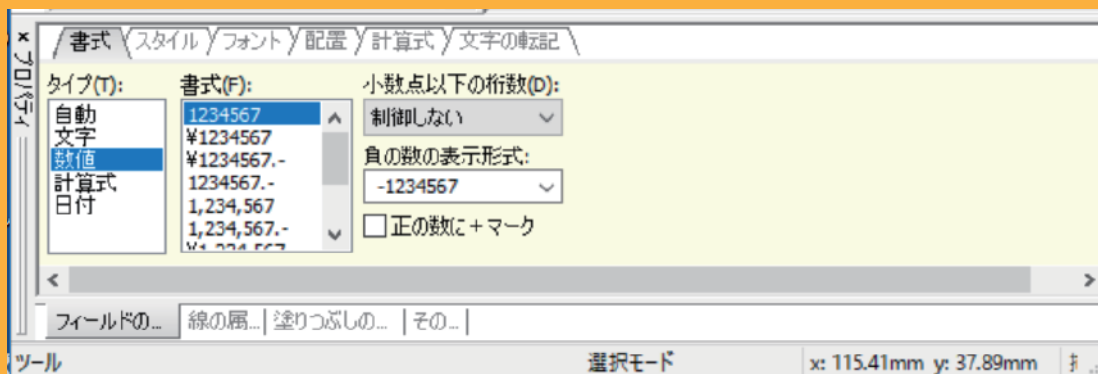 ×
プロパティ
書式 スタイル フォント 配置 計算式 文字の転記
タイプ(T):
自動
文字
数値
計算式
日付
書式(F):
1234567
¥1234567
¥1234567.-
1234567.-
1,234,567
1,234,567.-
小数点以下の桁数(D):
制御しない
負の数の表示形式:
-1234567
正の数に+マーク
フィールドの... 線の属... 塗りつぶしの... その...
ツール 選択モード x: 115.41mm y: 37.89mm